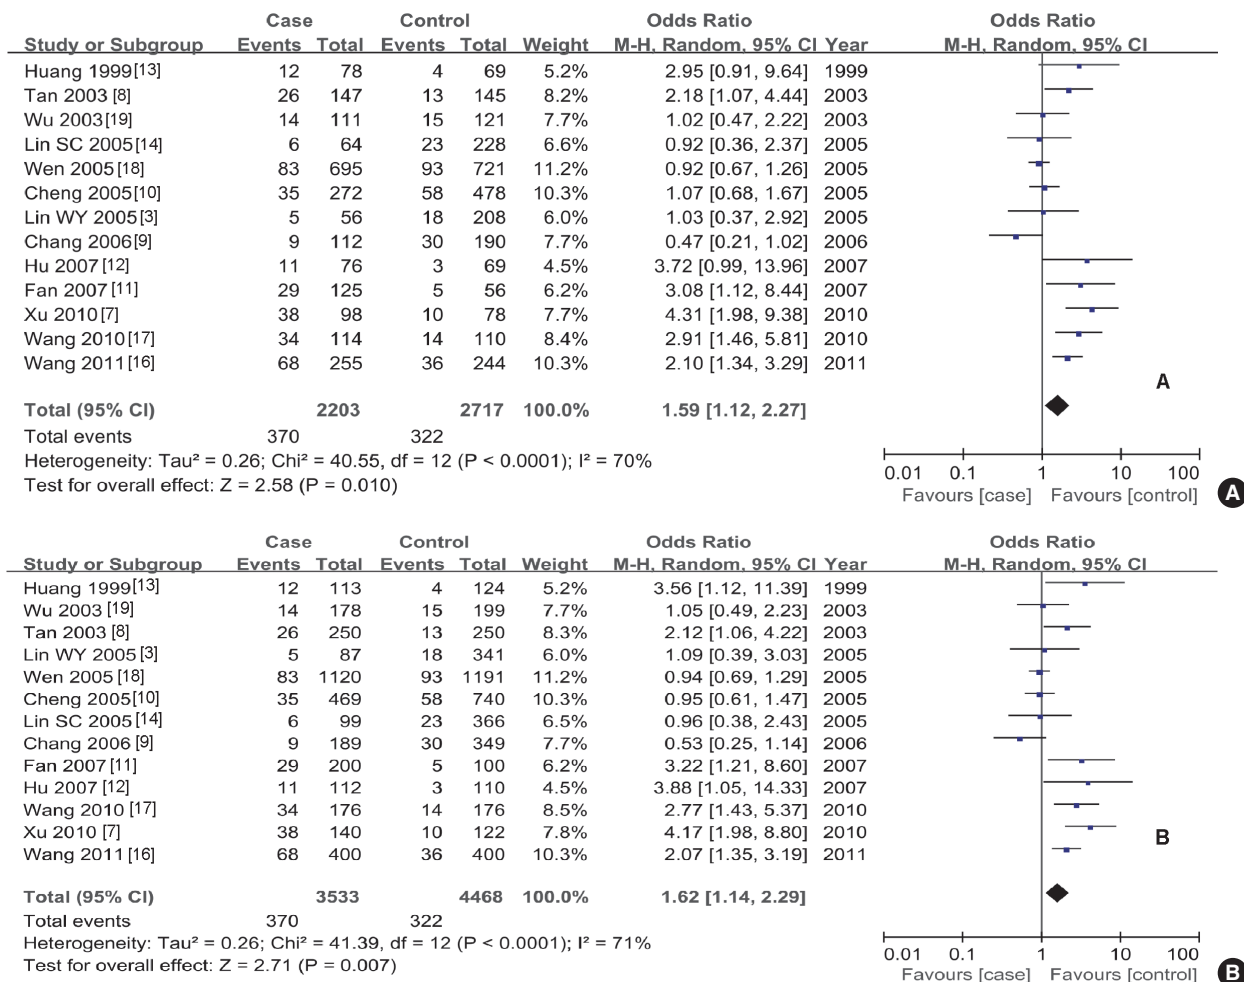 Case Control Odds Ratio Odds Ratio
Study or Subgroup Events Total Events Total Weight M-H, Random, 95% CI Year M-H, Random, 95% CI
Huang 1999[13] 12 78 4 69 5.2% 2.95 [0.91, 9.64] 1999
Tan 2003 [8] 26 147 13 145 8.2% 2.18 [1.07, 4.44] 2003
Wu 2003[19] 14 111 15 121 7.7% 1.02 [0.47, 2.22] 2003
Lin SC 2005[14] 6 64 23 228 6.6% 0.92 [0.36, 2.37] 2005
Wen 2005 [18] 83 695 93 721 11.2% 0.92 [0.67, 1.26] 2005
Cheng 2005[10] 35 272 58 478 10.3% 1.07 [0.68, 1.67] 2005
Lin WY 2005[3] 5 56 18 208 6.0% 1.03 [0.37, 2.92] 2005
Chang 2006[9] 9 112 30 190 7.7% 0.47 [0.21, 1.02] 2006
Hu 2007 [12] 11 76 3 69 4.5% 3.72 [0.99, 13.96] 2007
Fan 2007[11] 29 125 5 56 6.2% 3.08 [1.12, 8.44] 2007
Xu 2010[7] 38 98 10 78 7.7% 4.31 [1.98, 9.38] 2010
Wang 2010[17] 34 114 14 110 8.4% 2.91 [1.46, 5.81] 2010
Wang 2011[16] 68 255 36 244 10.3% 2.10 [1.34, 3.29] 2011
A
Total (95% CI) 2203 2717 100.0% 1.59 [1.12, 2.27]
Total events 370 322
Heterogeneity: Tau² = 0.26; Chi² = 40.55, df = 12 (P < 0.0001); I² = 70%
Test for overall effect: Z = 2.58 (P = 0.010)
0.01 0.1 1 10 100
Favours [case] Favours [control]
A
Case Control Odds Ratio Odds Ratio
Study or Subgroup Events Total Events Total Weight M-H, Random, 95% CI Year M-H, Random, 95% CI
Huang 1999[13] 12 113 4 124 5.2% 3.56 [1.12, 11.39] 1999
Wu 2003[19] 14 178 15 199 7.7% 1.05 [0.49, 2.23] 2003
Tan 2003 [8] 26 250 13 250 8.3% 2.12 [1.06, 4.22] 2003
Lin WY 2005[3] 5 87 18 341 6.0% 1.09 [0.39, 3.03] 2005
Wen 2005 [18] 83 1120 93 1191 11.2% 0.94 [0.69, 1.29] 2005
Cheng 2005[10] 35 469 58 740 10.3% 0.95 [0.61, 1.47] 2005
Lin SC 2005[14] 6 99 23 366 6.5% 0.96 [0.38, 2.43] 2005
Chang 2006 [9] 9 189 30 349 7.7% 0.53 [0.25, 1.14] 2006
Fan 2007[11] 29 200 5 100 6.2% 3.22 [1.21, 8.60] 2007
Hu 2007 [12] 11 112 3 110 4.5% 3.88 [1.05, 14.33] 2007
Wang 2010 [17] 34 176 14 176 8.5% 2.77 [1.43, 5.37] 2010
Xu 2010 [7] 38 140 10 122 7.8% 4.17 [1.98, 8.80] 2010
Wang 2011[16] 68 400 36 400 10.3% 2.07 [1.35, 3.19] 2011
B
Total (95% CI) 3533 4468 100.0% 1.62 [1.14, 2.29]
Total events 370 322
Heterogeneity: Tau² = 0.26; Chi² = 41.39, df = 12 (P < 0.0001); I² = 71%
Test for overall effect: Z = 2.71 (P = 0.007)
0.01 0.1 1 10 100
Favours [case] Favours [control]
B